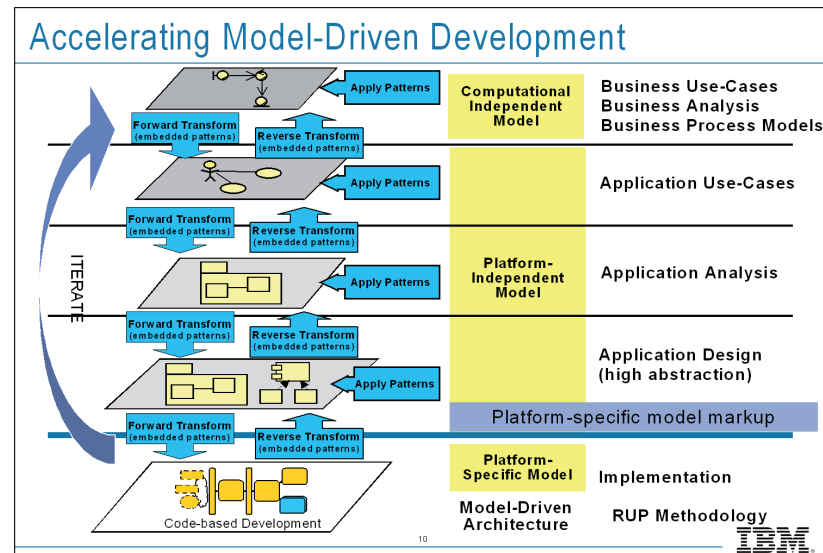 Accelerating Model-Driven Development
Apply Patterns
Computational
Independent
Model
Business Use-Cases
Business Analysis
Business Process Models
Forward Transform
(embedded patterns)
Reverse Transform
(embedded patterns)
Apply Patterns
Application Use-Cases
Forward Transform
(embedded patterns)
Reverse Transform
(embedded patterns)
ITERATE
Apply Patterns
Platform-
Independent
Model
Application Analysis
Forward Transform
(embedded patterns)
Reverse Transform
(embedded patterns)
Apply Patterns
Application Design
(high abstraction)
Platform-specific model markup
Forward Transform
(embedded patterns)
Reverse Transform
(embedded patterns)
Platform-
Specific Model
Implementation
Code-based Development
Model-Driven
Architecture
RUP Methodology
10
IBM®